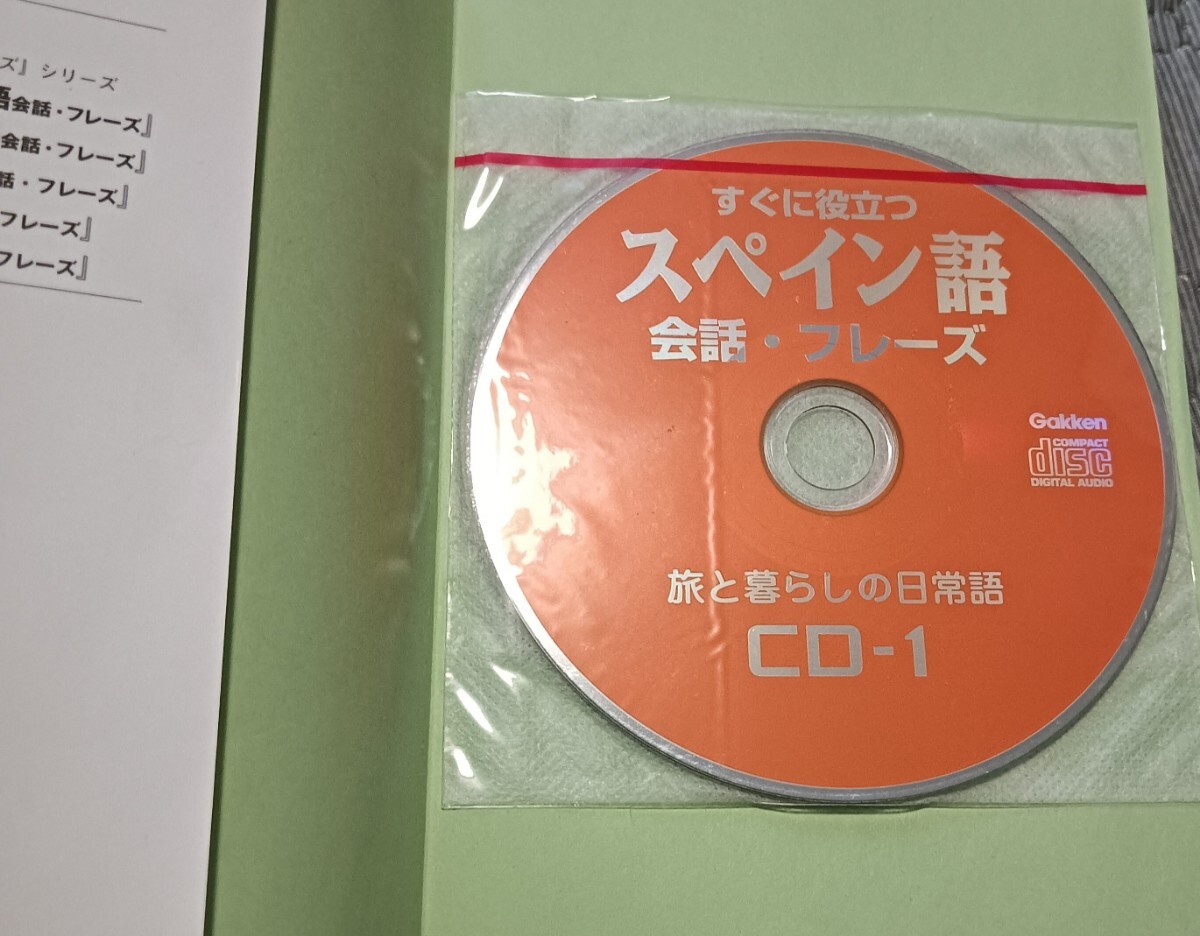 ズ』シリーズ
語会話・フレーズ』
会話・フレーズ』
話・フレーズ』
フレーズ』
フレーズ』
すぐに役立つ
スペイン語
会話・フレーズ
Gakken
COMPACT
disc
DIGITAL AUDIO
旅と暮らしの日常語
CD-1